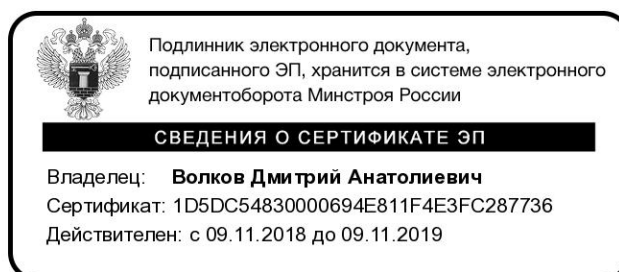 Подлинник электронного документа,
подписанного ЭП, хранится в системе электронного
документоборота Минстроя России
СВЕДЕНИЯ О СЕРТИФИКАТЕ ЭП
Владелец: Волков Дмитрий Анатолиевич
Сертификат: 1D5DC54830000694E811F4E3FC287736
Действителен: с 09.11.2018 до 09.11.2019